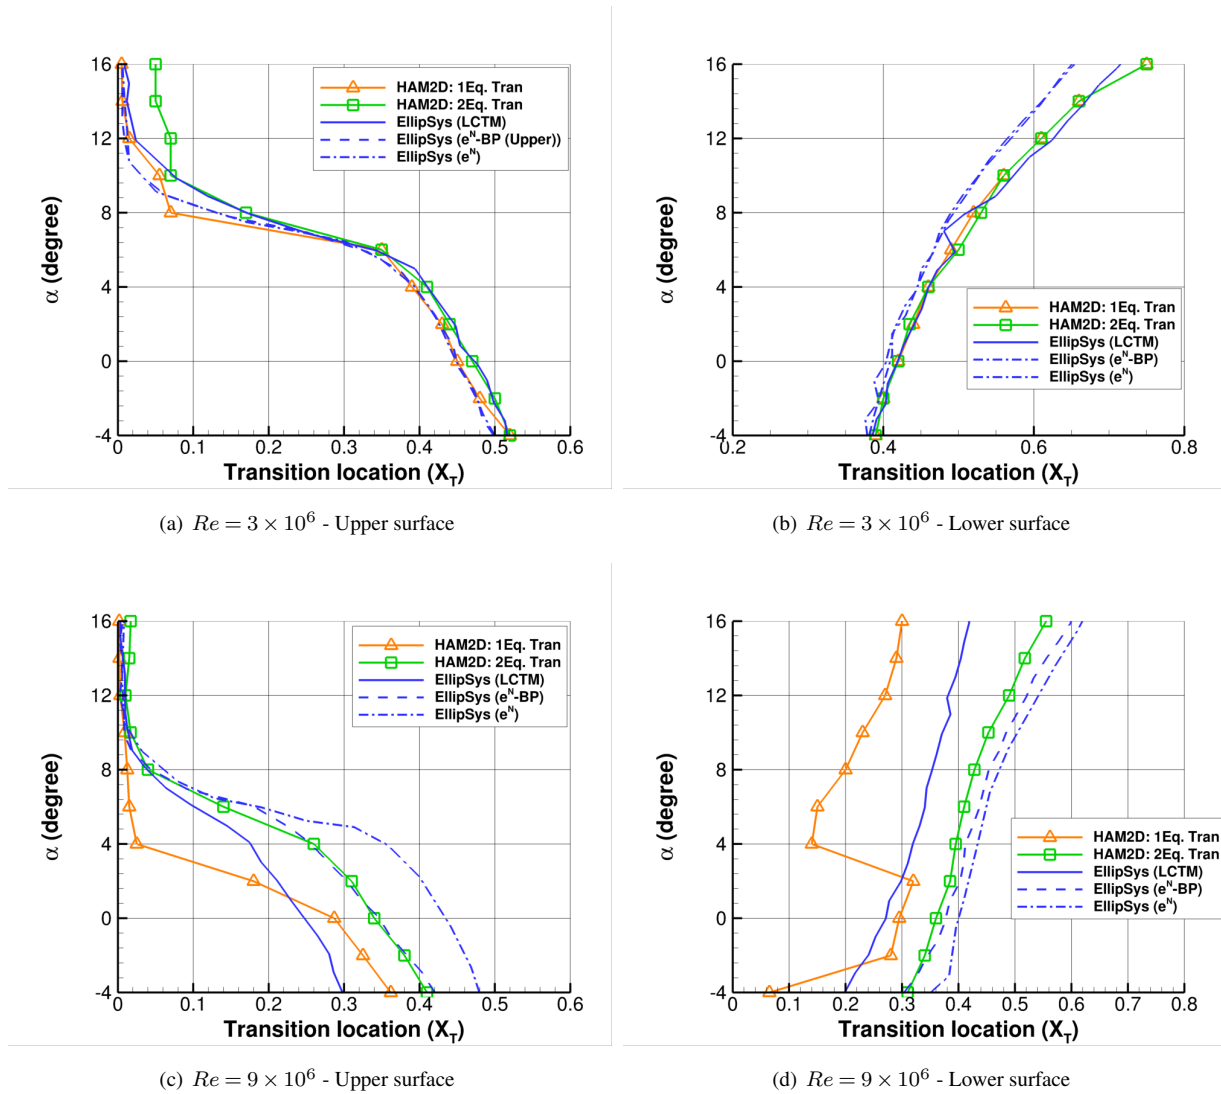 16
12
8
4
0
-4
0
0.1
0.2
0.3
0.4
0.5
0.6
α (degree)
Transition location (X_T)
HAM2D: 1Eq. Tran
HAM2D: 2Eq. Tran
EllipSys (LCTM)
EllipSys (e^N-BP (Upper))
EllipSys (e^N)
(a) Re = 3 × 10^6 - Upper surface
16
12
8
4
0
-4
0.2
0.4
0.6
0.8
α (degree)
Transition location (X_T)
HAM2D: 1Eq. Tran
HAM2D: 2Eq. Tran
EllipSys (LCTM)
EllipSys (e^N-BP)
EllipSys (e^N)
(b) Re = 3 × 10^6 - Lower surface
16
12
8
4
0
-4
0
0.1
0.2
0.3
0.4
0.5
0.6
α (degree)
Transition location (X_T)
HAM2D: 1Eq. Tran
HAM2D: 2Eq. Tran
EllipSys (LCTM)
EllipSys (e^N-BP)
EllipSys (e^N)
(c) Re = 9 × 10^6 - Upper surface
16
12
8
4
0
-4
0
0.1
0.2
0.3
0.4
0.5
0.6
0.7
0.8
α (degree)
Transition location (X_T)
HAM2D: 1Eq. Tran
HAM2D: 2Eq. Tran
EllipSys (LCTM)
EllipSys (e^N-BP)
EllipSys (e^N)
(d) Re = 9 × 10^6 - Lower surface